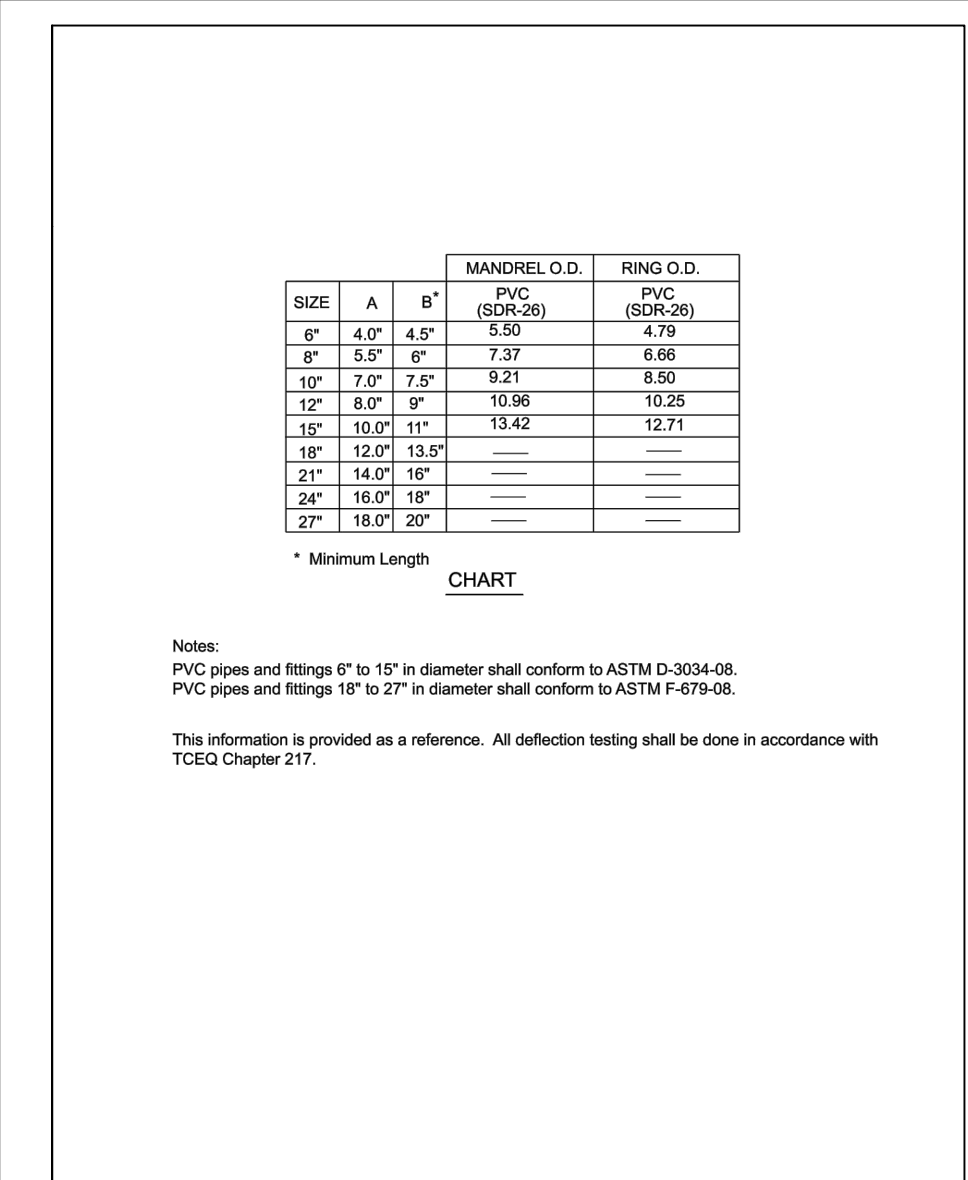 MANDREL O.D. RING O.D.
SIZE A B* PVC (SDR-26) PVC (SDR-26)
6" 4.0" 4.5" 5.50 4.79
8" 5.5" 6" 7.37 6.66
10" 7.0" 7.5" 9.21 8.50
12" 8.0" 9" 10.96 10.25
15" 10.0" 11" 13.42 12.71
18" 12.0" 13.5" —— ——
21" 14.0" 16" —— ——
24" 16.0" 18" —— ——
27" 18.0" 20" —— ——
* Minimum Length
CHART
Notes:
PVC pipes and fittings 6" to 15" in diameter shall conform to ASTM D-3034-08.
PVC pipes and fittings 18" to 27" in diameter shall conform to ASTM F-679-08.
This information is provided as a reference. All deflection testing shall be done in accordance with
TCEQ Chapter 217.